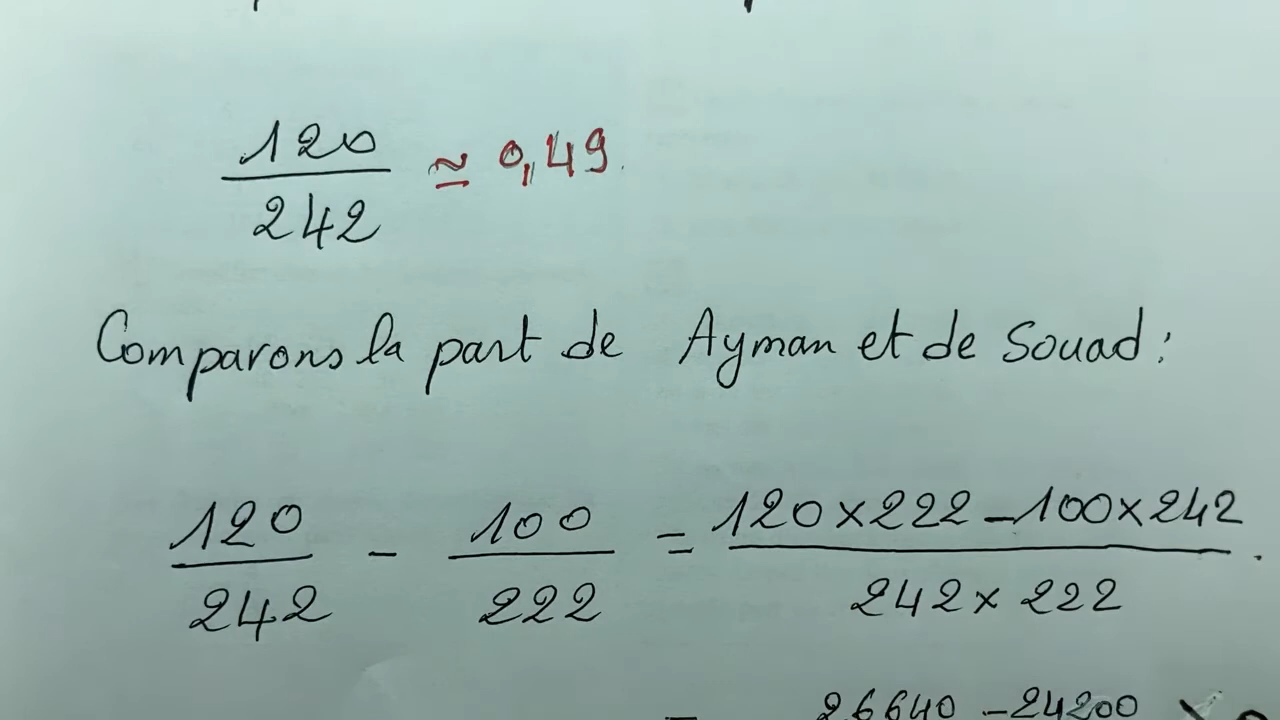 120/242 ≃ 0,49
Comparons la part de Ayman et de Souad :
120/242 - 100/222 = (120×222 - 100×242)/(242×222)
= 26640 - 24200